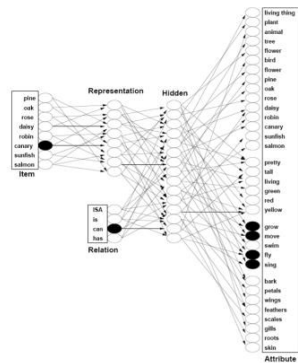 Representation
Hidden
pine
oak
rose
daisy
robin
canary
sunfish
salmon
Item
ISA
is
can
has
Relation
living thing
plant
animal
tree
flower
bird
flower
pine
oak
rose
daisy
robin
canary
sunfish
salmon
pretty
tall
living
green
red
yellow
grow
move
swim
fly
sing
bark
petals
wings
feathers
scales
gills
roots
skin
Attribute